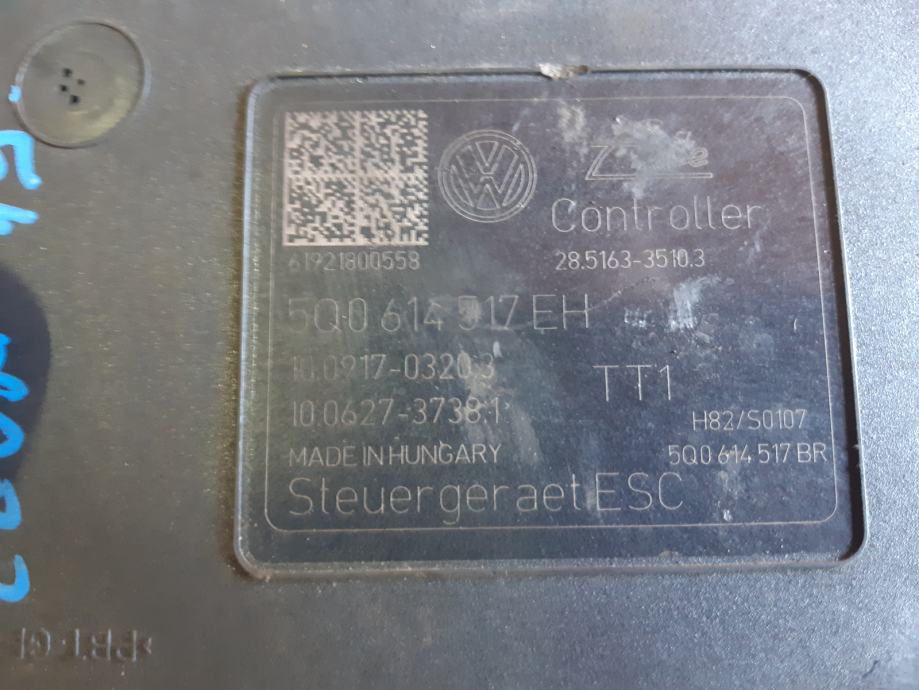 Controller
61921800558
28.5163-3510.3
5Q0 614 517 EH
10.0917-0320.3
TT1
10.0627-3738.1
H82/S0107
MADE IN HUNGARY
5Q0 614 517 BR
Steuergeraet ESC